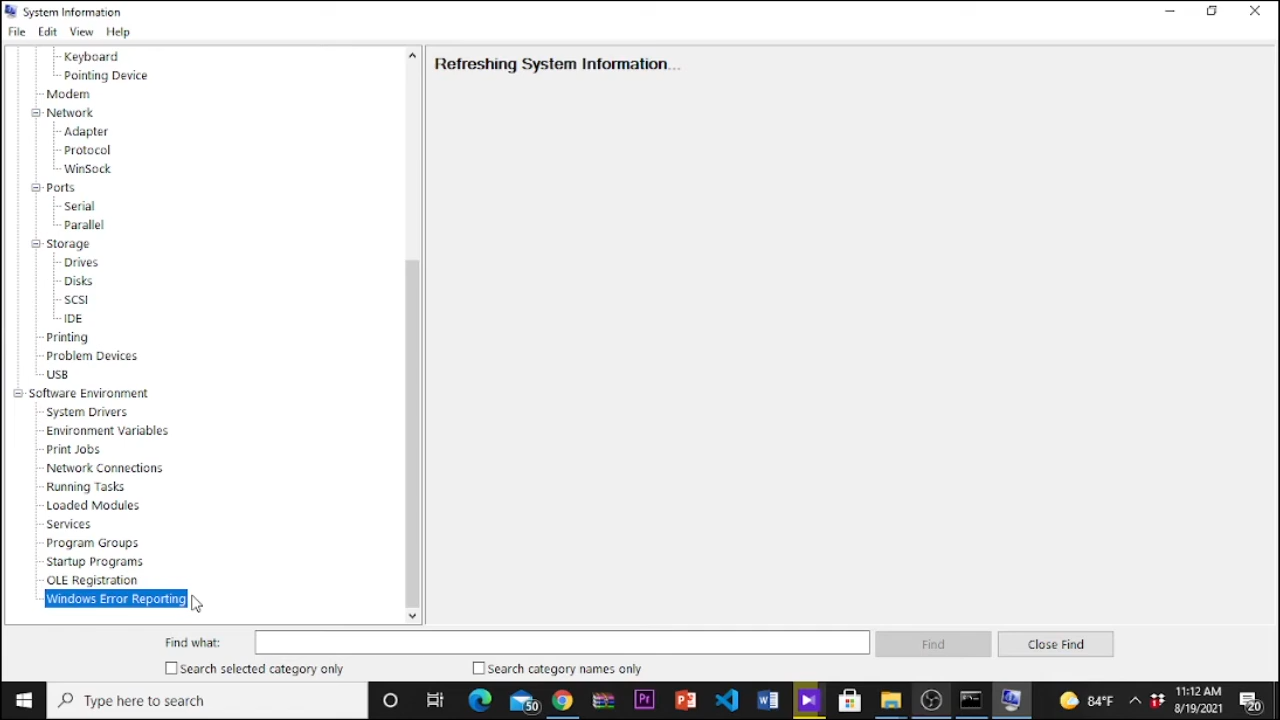 System Information
File Edit View Help
Keyboard
Pointing Device
Modem
Network
Adapter
Protocol
WinSock
Ports
Serial
Parallel
Storage
Drives
Disks
SCSI
IDE
Printing
Problem Devices
USB
Software Environment
System Drivers
Environment Variables
Print Jobs
Network Connections
Running Tasks
Loaded Modules
Services
Program Groups
Startup Programs
OLE Registration
Windows Error Reporting
Refreshing System Information...
Find what:
Find
Close Find
Search selected category only
Search category names only
Type here to search
50
Pr
84°F
11:12 AM
8/19/2021
20